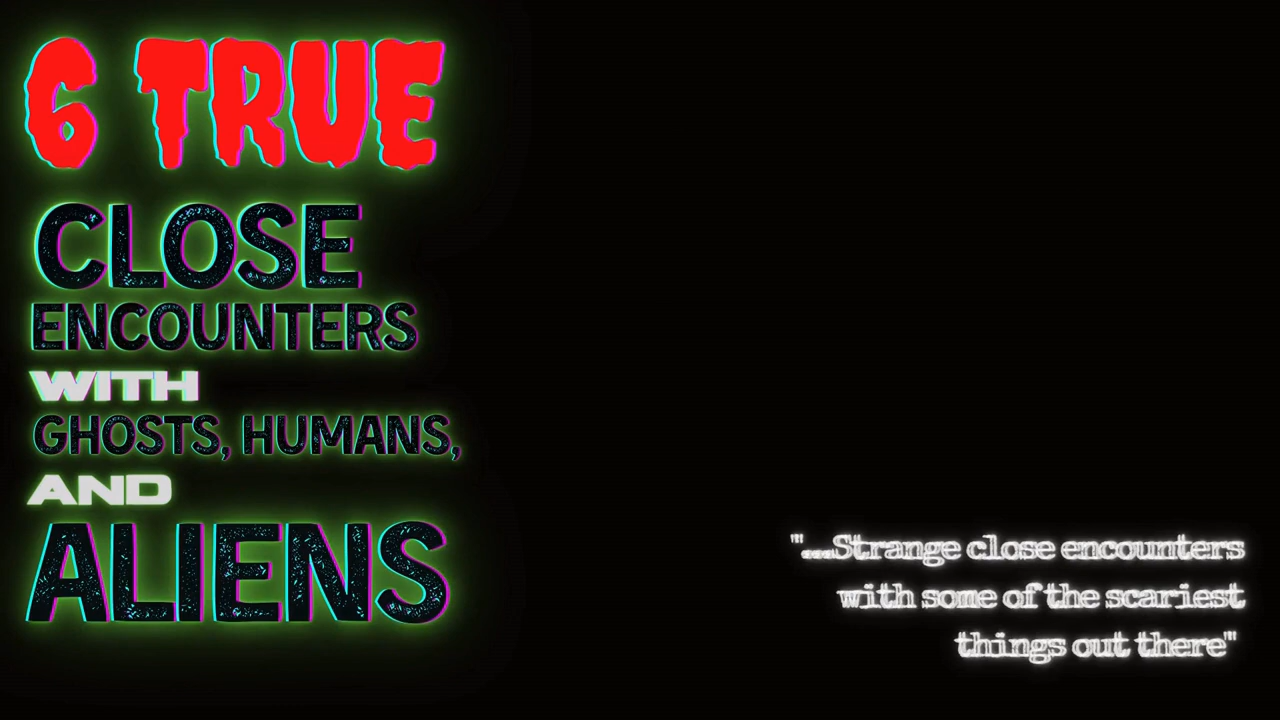 6 TRUE
CLOSE
ENCOUNTERS
WITH
GHOSTS, HUMANS,
AND
ALIENS
"...Strange close encounters
with some of the scariest
things out there"